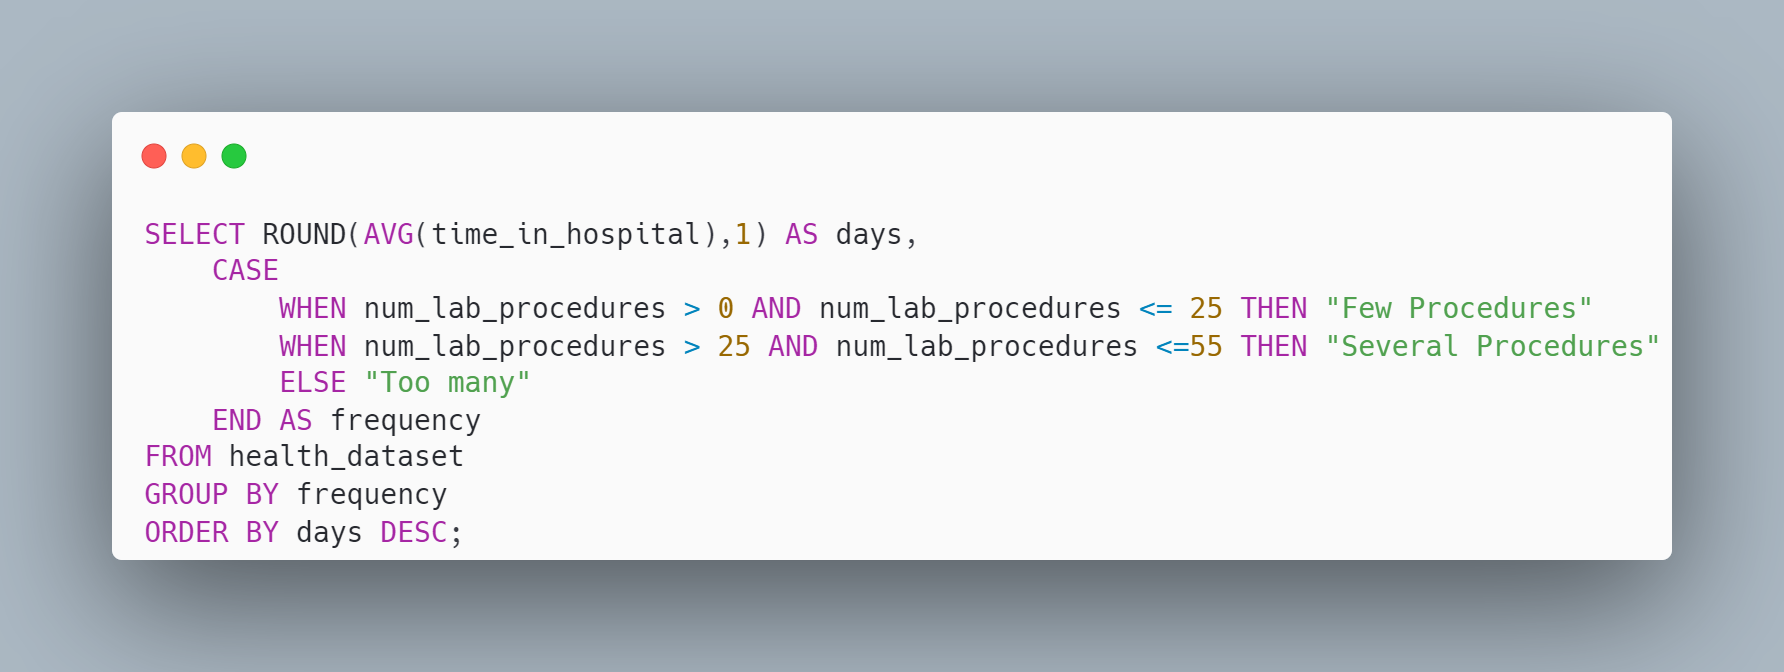 SELECT ROUND(AVG(time_in_hospital),1) AS days,
    CASE
        WHEN num_lab_procedures > 0 AND num_lab_procedures <= 25 THEN "Few Procedures"
        WHEN num_lab_procedures > 25 AND num_lab_procedures <=55 THEN "Several Procedures"
        ELSE "Too many"
    END AS frequency
FROM health_dataset
GROUP BY frequency
ORDER BY days DESC;